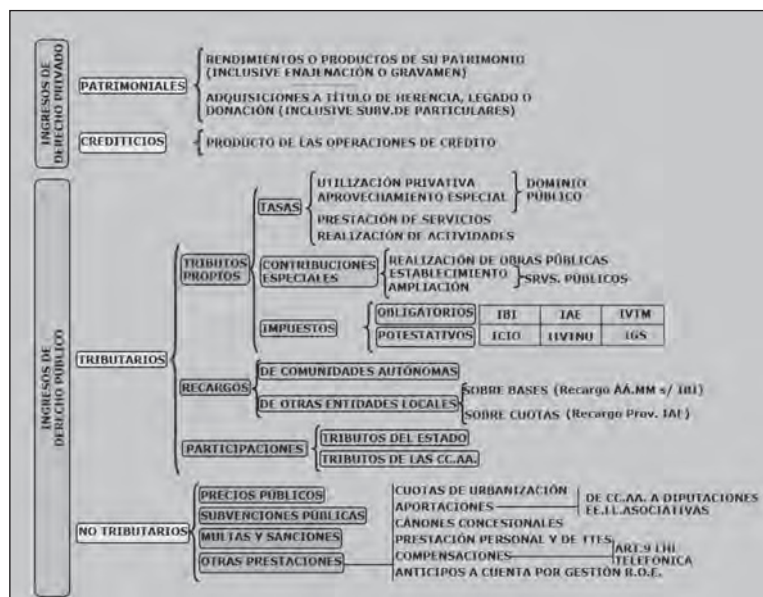 INGRESOS DE
DERECHO PRIVADO
PATRIMONIALES
RENDIMIENTOS O PRODUCTOS DE SU PATRIMONIO
(INCLUSIVE ENAJENACIÓN O GRAVAMEN)
ADQUISICIONES A TÍTULO DE HERENCIA, LEGADO O
DONACIÓN (INCLUSIVE SUBV.DE PARTICULARES)
CREDITICIOS
PRODUCTO DE LAS OPERACIONES DE CRÉDITO
INGRESOS DE
DERECHO PÚBLICO
TRIBUTARIOS
TRIBUTOS
PROPIOS
TASAS
UTILIZACIÓN PRIVATIVA
APROVECHAMIENTO ESPECIAL
DOMINIO
PÚBLICO
PRESTACIÓN DE SERVICIOS
REALIZACIÓN DE ACTIVIDADES
CONTRIBUCIONES
ESPECIALES
REALIZACIÓN DE OBRAS PÚBLICAS
ESTABLECIMIENTO
AMPLIACIÓN
SRVS. PÚBLICOS
IMPUESTOS
OBLIGATORIOS IBI IAE IVTM
POTESTATIVOS ICIO IIVTNU IGS
RECARGOS
DE COMUNIDADES AUTÓNOMAS
DE OTRAS ENTIDADES LOCALES
SOBRE BASES (Recargo AA.MM s/ IBI)
SOBRE CUOTAS (Recargo Prov. IAE)
PARTICIPACIONES
TRIBUTOS DEL ESTADO
TRIBUTOS DE LAS CC.AA.
NO TRIBUTARIOS
PRECIOS PÚBLICOS
SUBVENCIONES PÚBLICAS
MULTAS Y SANCIONES
OTRAS PRESTACIONES
CUOTAS DE URBANIZACIÓN
APORTACIONES
DE CC.AA. A DIPUTACIONES
EE.LL.ASOCIATIVAS
CÁNONES CONCESIONALES
PRESTACIÓN PERSONAL Y DE TTES
COMPENSACIONES
ART.9 LHL
TELEFÓNICA
ANTICIPOS A CUENTA POR GESTIÓN R.O.E.